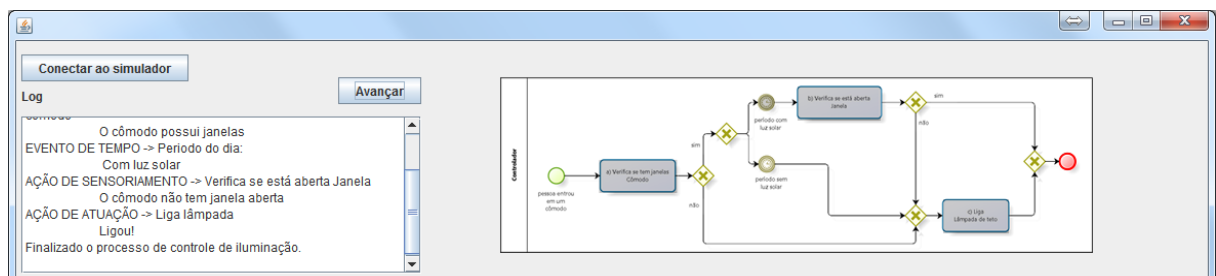 Conectar ao simulador
Log
Avançar
cômodo
O cômodo possui janelas
EVENTO DE TEMPO -> Periodo do dia:
Com luz solar
AÇÃO DE SENSORIAMENTO -> Verifica se está aberta Janela
O cômodo não tem janela aberta
AÇÃO DE ATUAÇÃO -> Liga lâmpada
Ligou!
Finalizado o processo de controle de iluminação.
Controlador
pessoa entrou
em um
cômodo
a) Verifica se tem janelas
Cômodo
sim
não
período com
luz solar
período sem
luz solar
b) Verifica se está aberta
Janela
sim
não
c) Liga
Lâmpada de teto